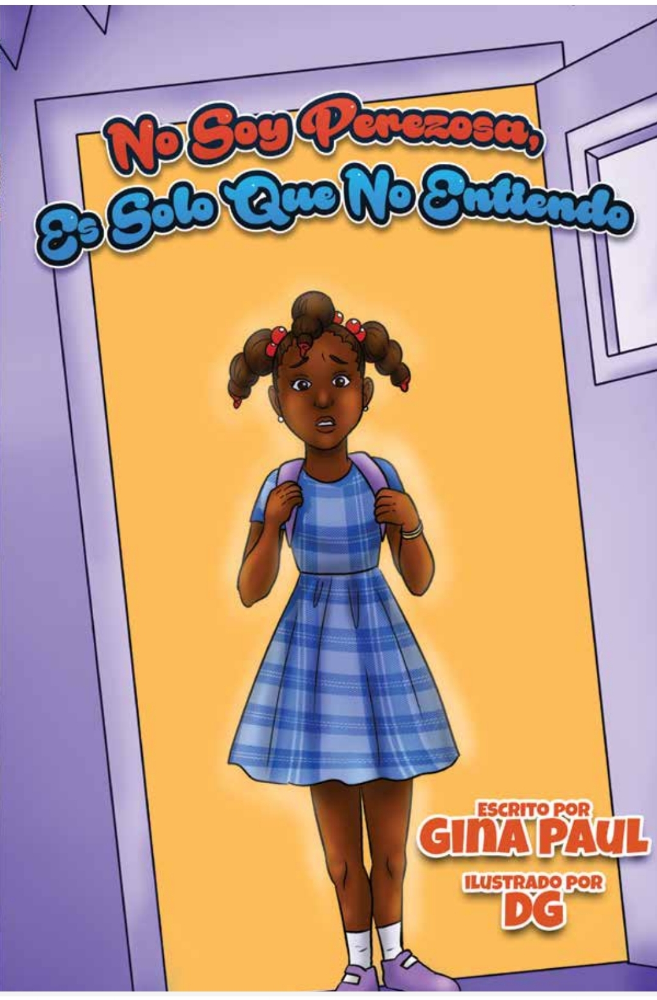 No Soy Perezosa,
Es Solo Que No Entiendo
ESCRITO POR
GINA PAUL
ILUSTRADO POR
DG